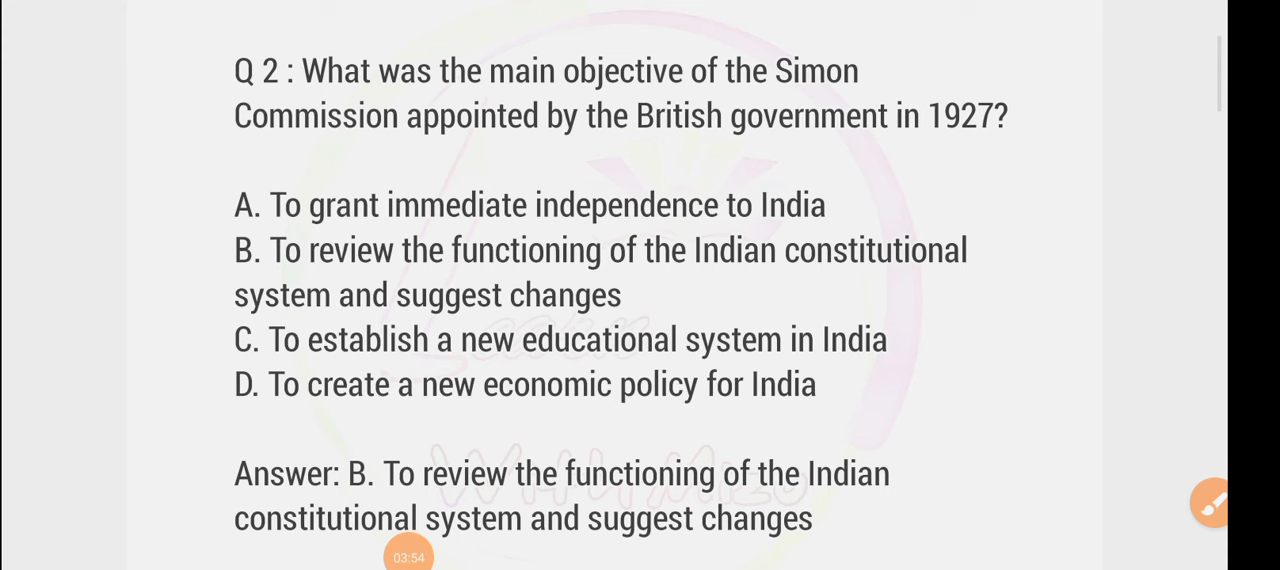 Q 2 : What was the main objective of the Simon
Commission appointed by the British government in 1927?
A. To grant immediate independence to India
B. To review the functioning of the Indian constitutional
system and suggest changes
C. To establish a new educational system in India
D. To create a new economic policy for India
Answer: B. To review the functioning of the Indian
constitutional system and suggest changes
03:54